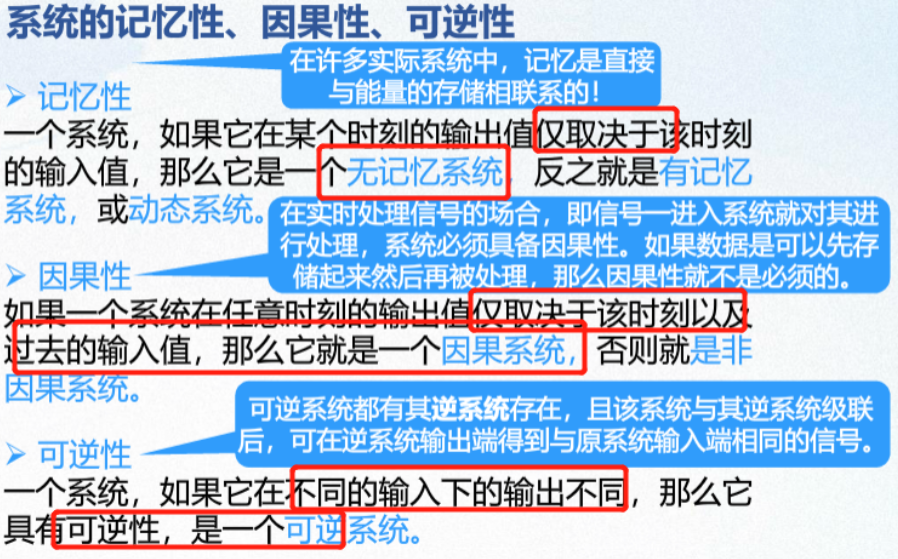 系统的记忆性、因果性、可逆性
在许多实际系统中，记忆是直接
与能量的存储相联系的！
➢ 记忆性
一个系统，如果它在某个时刻的输出值仅取决于该时刻
的输入值，那么它是一个无记忆系统，反之就是有记忆
系统，或动态系统。
在实时处理信号的场合，即信号一进入系统就对其进
行处理，系统必须具备因果性。如果数据是可以先存
储起来然后再被处理，那么因果性就不是必须的。
➢ 因果性
如果一个系统在任意时刻的输出值仅取决于该时刻以及
过去的输入值，那么它就是一个因果系统，否则就是非
因果系统。
可逆系统都有其逆系统存在，且该系统与其逆系统级联
后，可在逆系统输出端得到与原系统输入端相同的信号。
➢ 可逆性
一个系统，如果它在不同的输入下的输出不同，那么它
具有可逆性，是一个可逆系统。